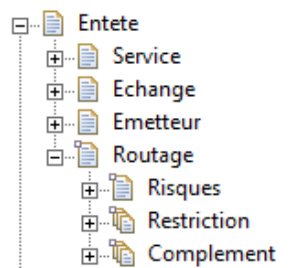 Entete
Service
Echange
Emetteur
Routage
Risques
Restriction
Complement